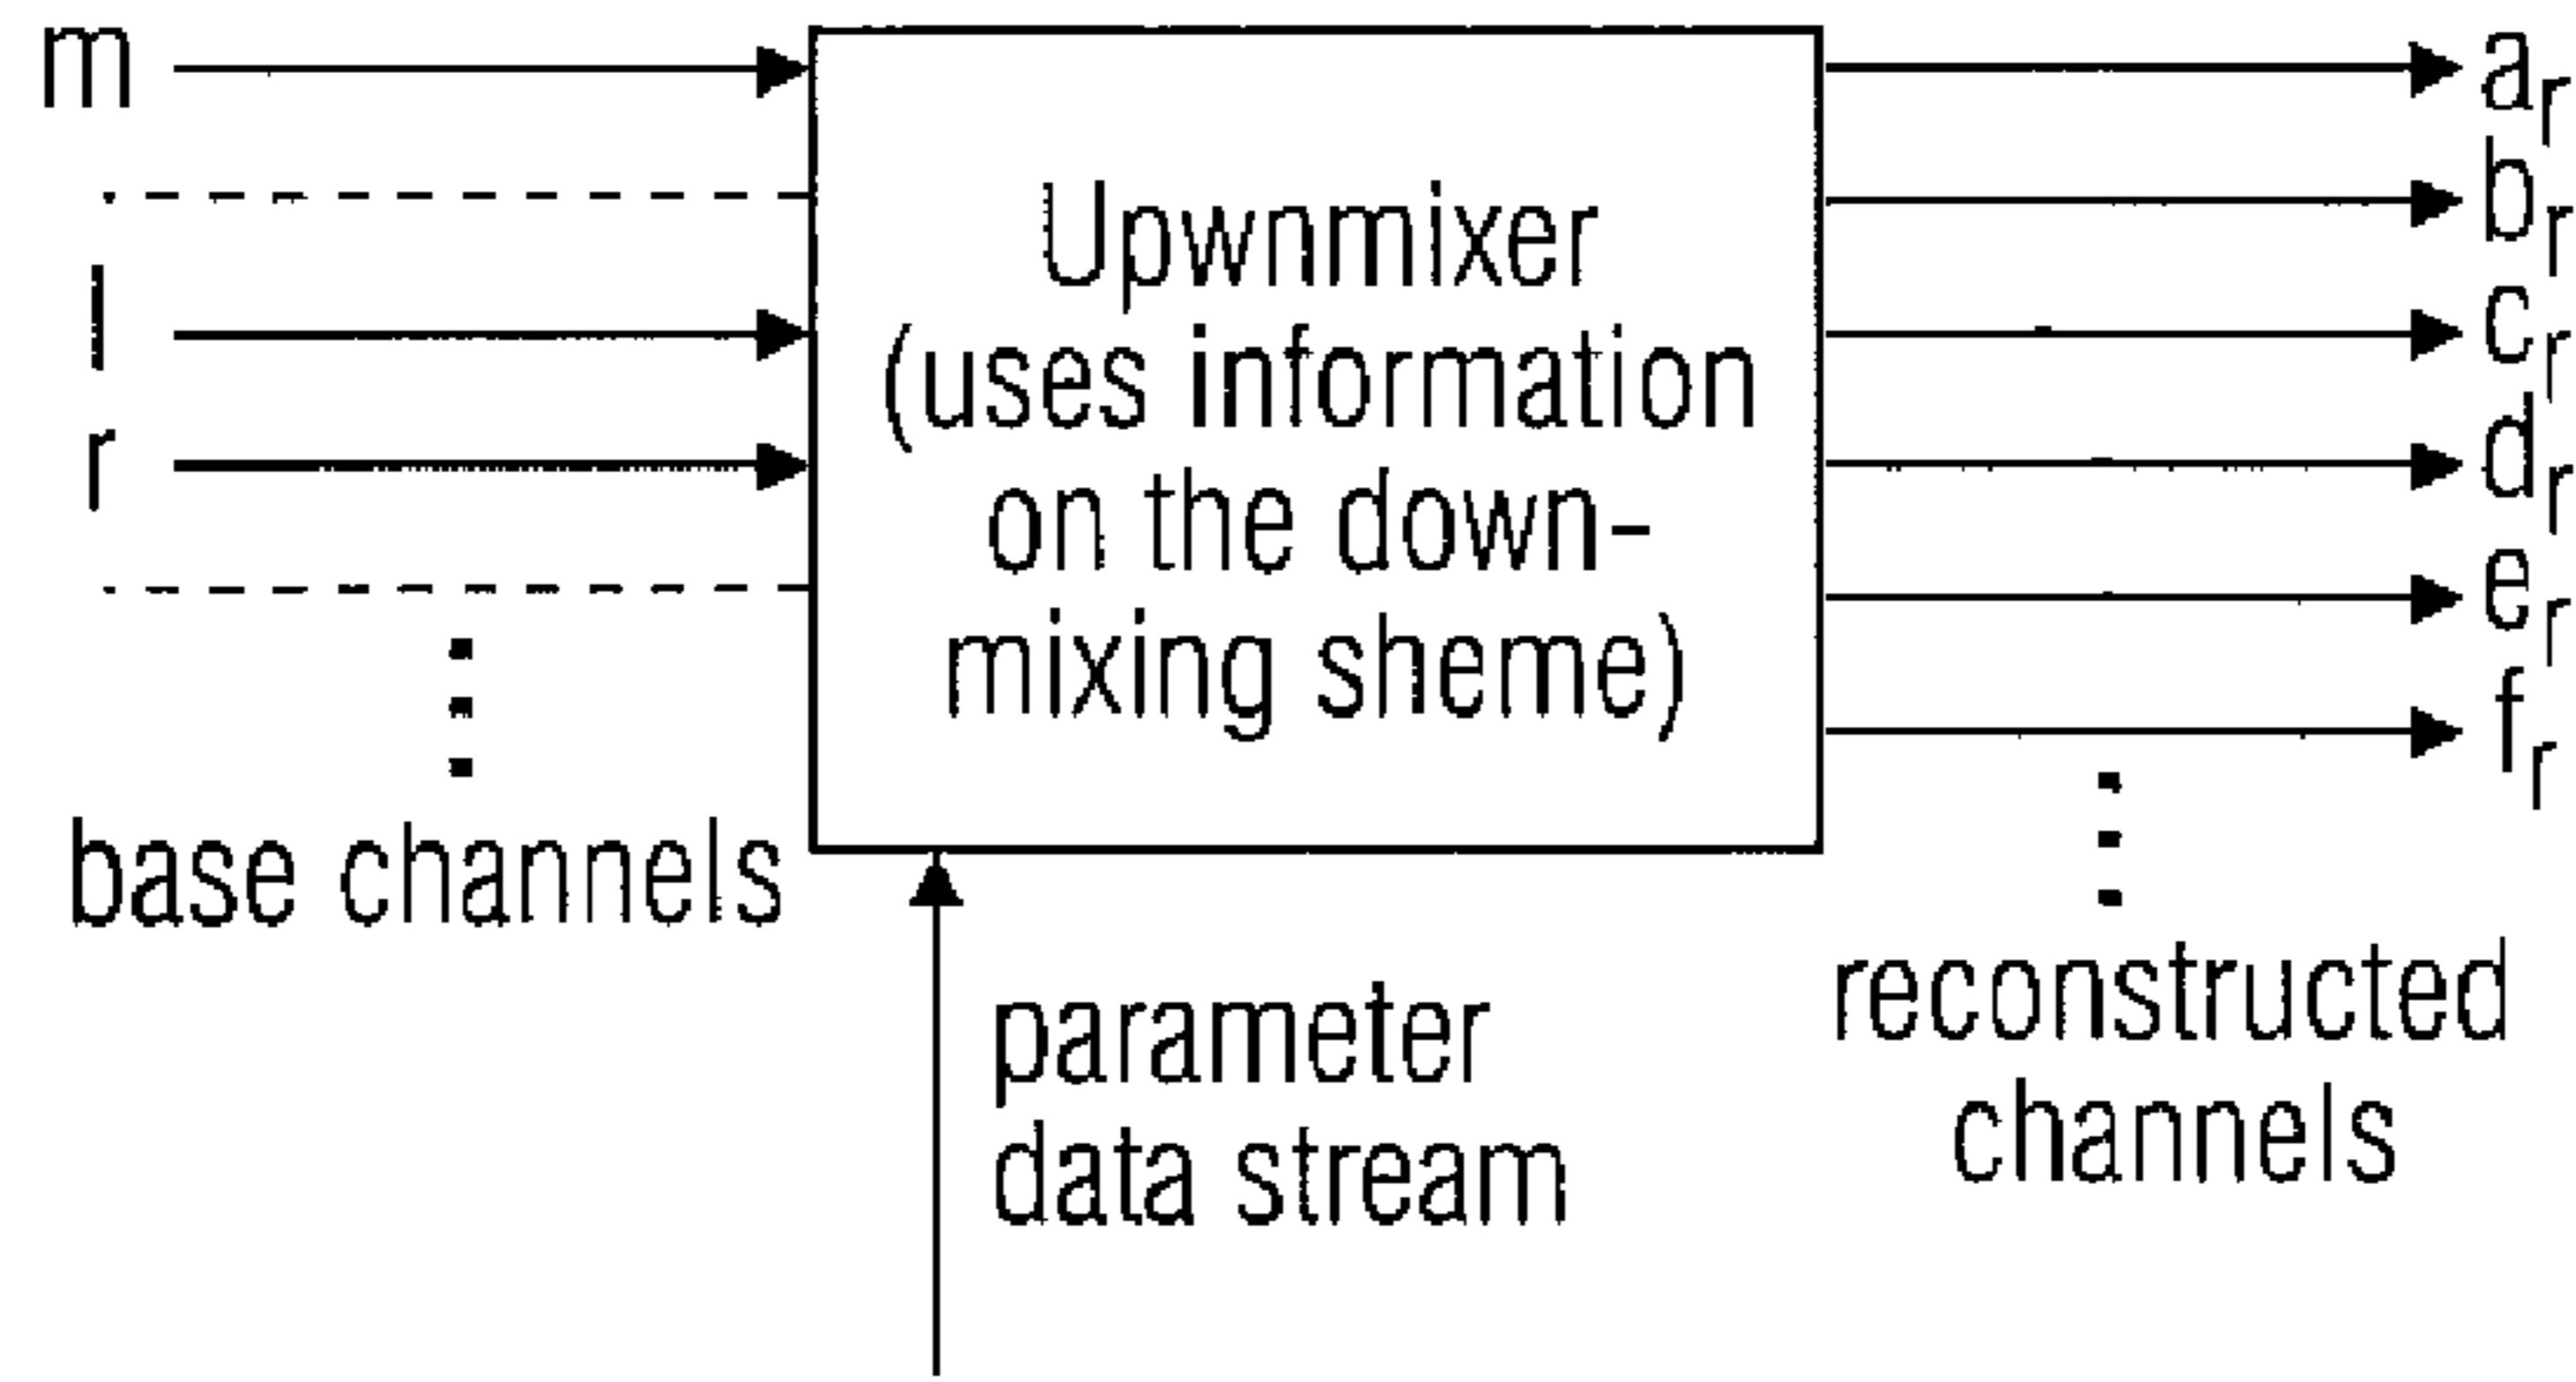 m
l
r
base channels
Upwnmixer
(uses information
on the down-
mixing sheme)
parameter
data stream
a_r
b_r
c_r
d_r
e_r
f_r
reconstructed
channels